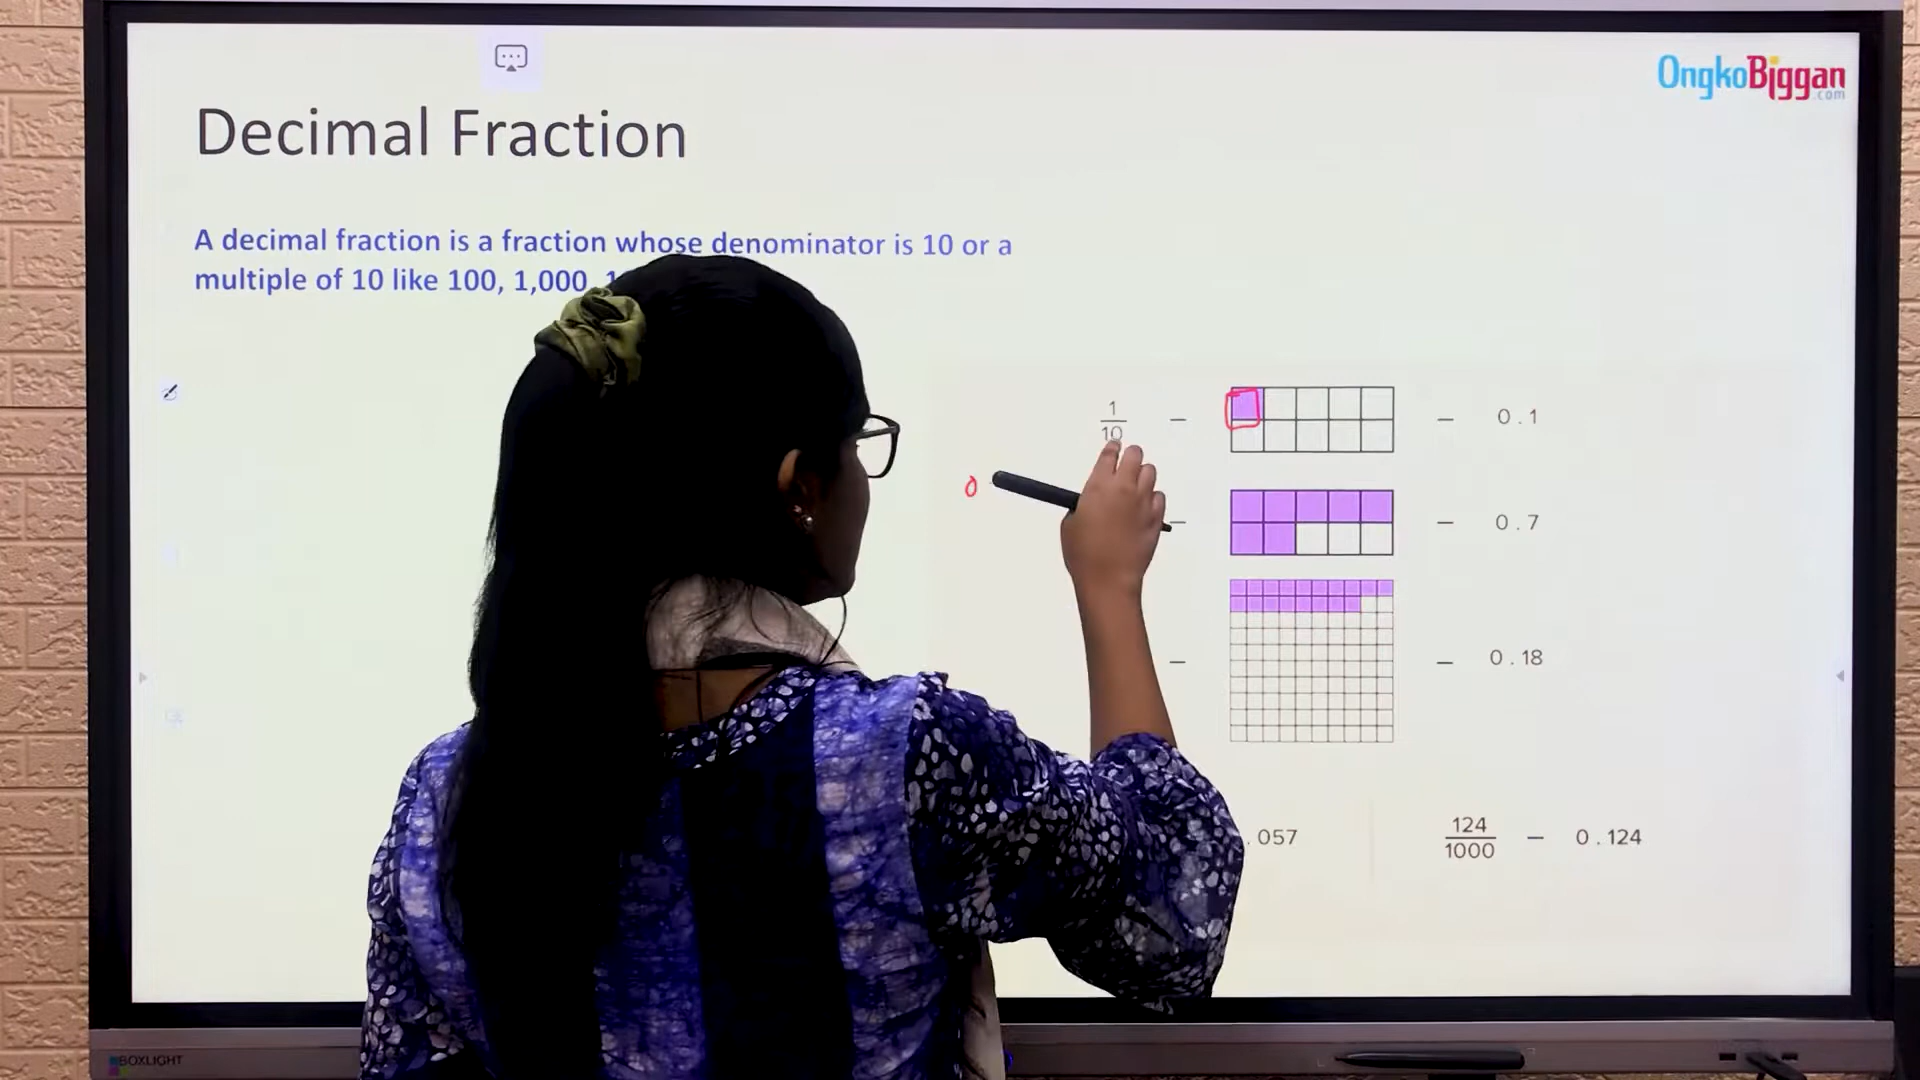 OngkoBiggan
.com
Decimal Fraction
A decimal fraction is a fraction whose denominator is 10 or a
multiple of 10 like 100, 1,000,
1/10 – – 0.1
0
– – 0.7
– – 0.18
.057
124/1000 – 0.124
BOXLIGHT